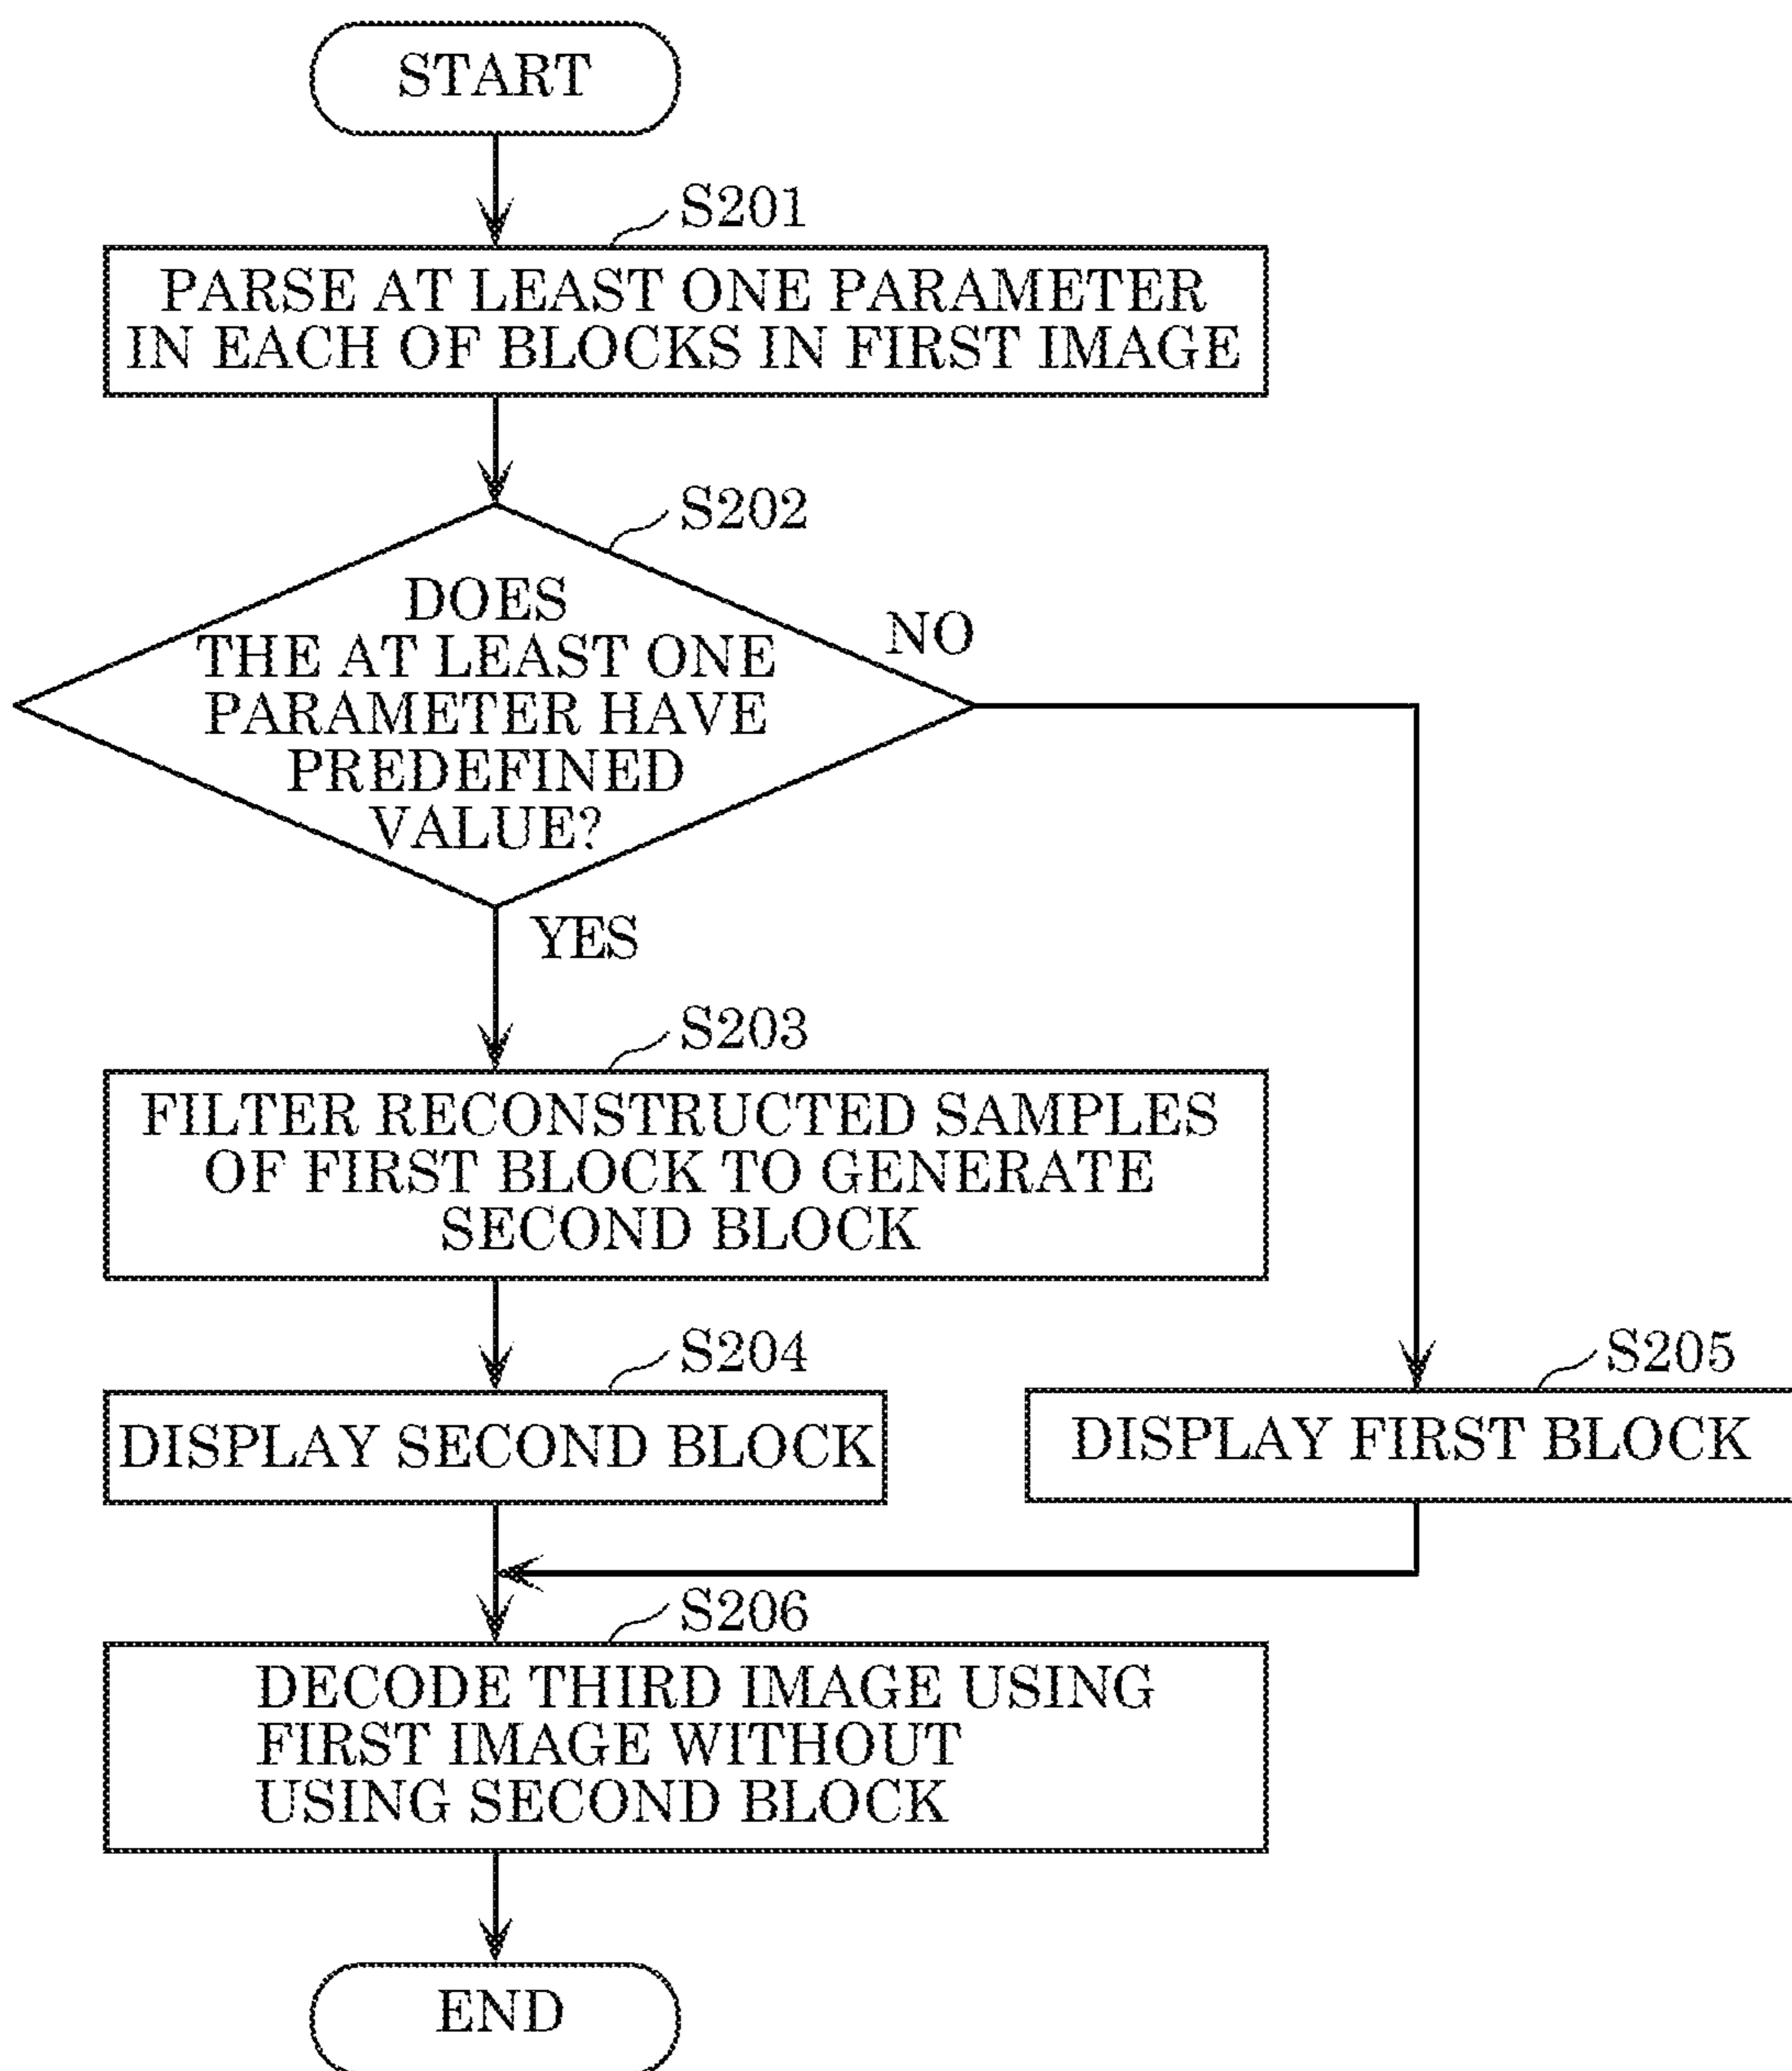 START
S201
PARSE AT LEAST ONE PARAMETER
IN EACH OF BLOCKS IN FIRST IMAGE
S202
DOES
THE AT LEAST ONE
PARAMETER HAVE
PREDEFINED
VALUE?
NO
YES
S203
FILTER RECONSTRUCTED SAMPLES
OF FIRST BLOCK TO GENERATE
SECOND BLOCK
S204
DISPLAY SECOND BLOCK
S205
DISPLAY FIRST BLOCK
S206
DECODE THIRD IMAGE USING
FIRST IMAGE WITHOUT
USING SECOND BLOCK
END